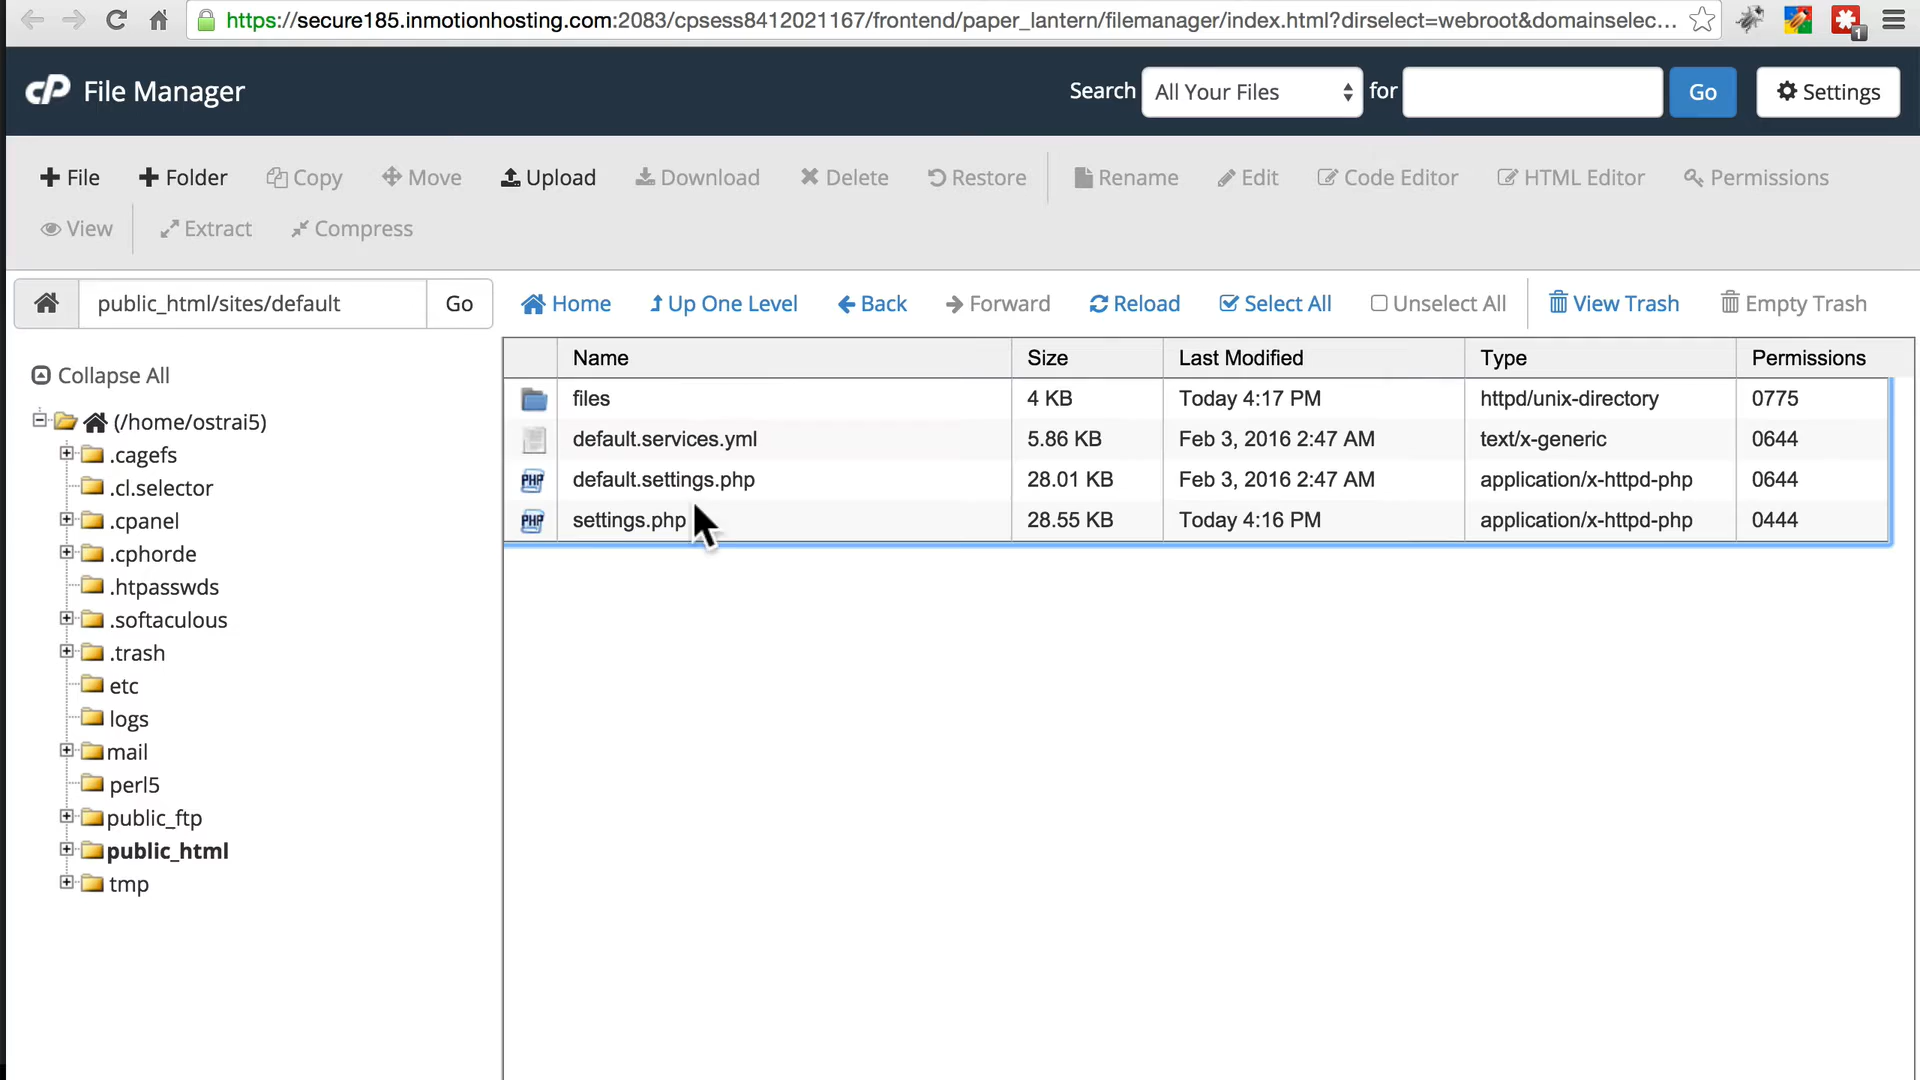 https://secure185.inmotionhosting.com:2083/cpsess8412021167/frontend/paper_lantern/filemanager/index.html?dirselect=webroot&domainselec...
1
cP File Manager
Search All Your Files for Go Settings
File Folder Copy Move Upload Download Delete Restore Rename Edit Code Editor HTML Editor Permissions
View Extract Compress
public_html/sites/default Go Home Up One Level Back Forward Reload Select All Unselect All View Trash Empty Trash
Name Size Last Modified Type Permissions
files 4 KB Today 4:17 PM httpd/unix-directory 0775
default.services.yml 5.86 KB Feb 3, 2016 2:47 AM text/x-generic 0644
PHP default.settings.php 28.01 KB Feb 3, 2016 2:47 AM application/x-httpd-php 0644
PHP settings.php 28.55 KB Today 4:16 PM application/x-httpd-php 0444
Collapse All
(/home/ostrai5)
.cagefs
.cl.selector
.cpanel
.cphorde
.htpasswds
.softaculous
.trash
etc
logs
mail
perl5
public_ftp
public_html
tmp